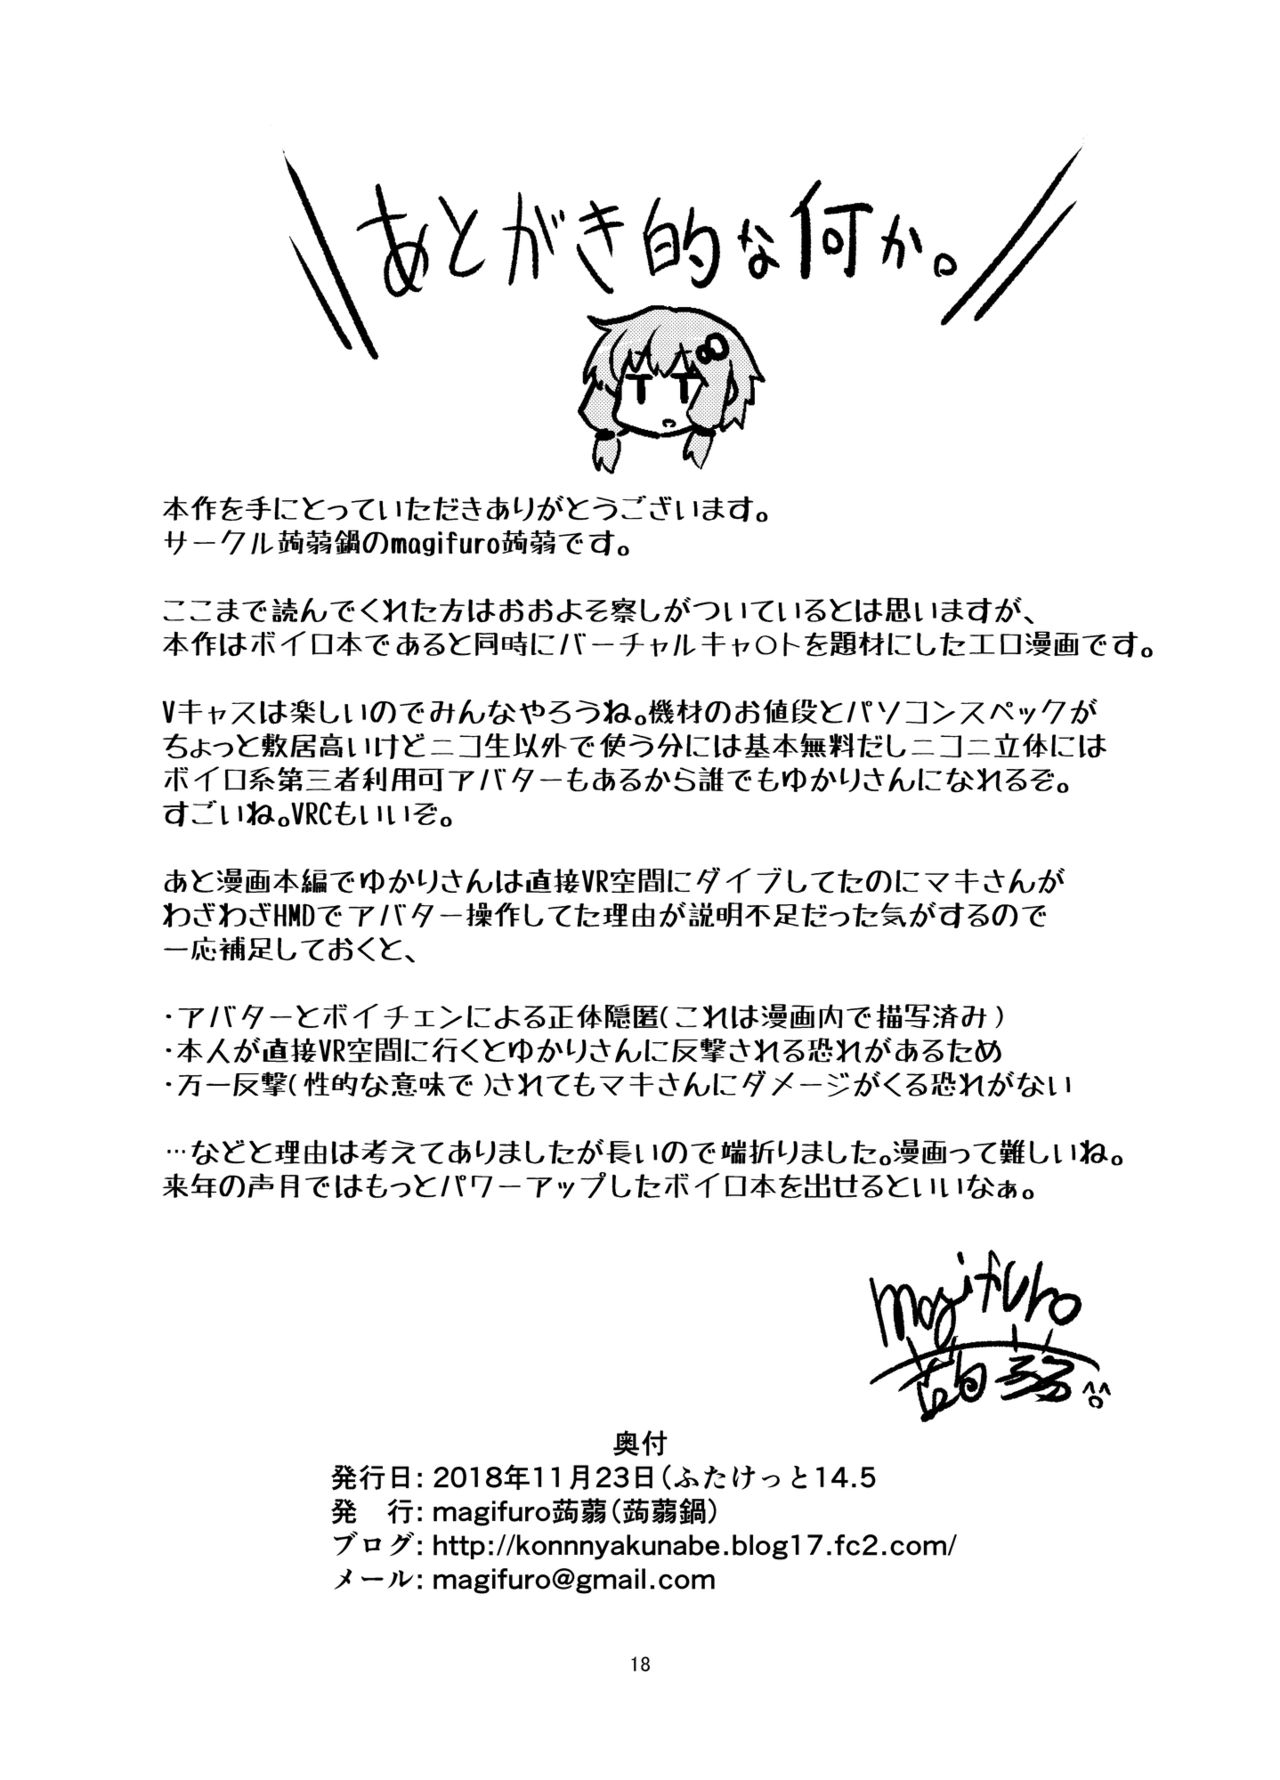 あとがき的な何か。
本作を手にとっていただきありがとうございます。
サークル蒟蒻鍋のmagifuro蒟蒻です。
ここまで読んでくれた方はおおよそ察しがついているとは思いますが、
本作はボイロ本であると同時にバーチャルキャ○トを題材にしたエロ漫画です。
Vキャスは楽しいのでみんなやろうね。機材のお値段とパソコンスペックが
ちょっと敷居高いけどニコ生以外で使う分には基本無料だしニコニ立体には
ボイロ系第三者利用可アバターもあるから誰でもゆかりさんになれるぞ。
すごいね。VRCもいいぞ。
あと漫画本編でゆかりさんは直接VR空間にダイブしてたのにマキさんが
わざわざHMDでアバター操作してた理由が説明不足だった気がするので
一応補足しておくと、
・アバターとボイチェンによる正体隠匿(これは漫画内で描写済み)
・本人が直接VR空間に行くとゆかりさんに反撃される恐れがあるため
・万一反撃(性的な意味で)されてもマキさんにダメージがくる恐れがない
…などと理由は考えてありましたが長いので端折りました。漫画って難しいね。
来年の声月ではもっとパワーアップしたボイロ本を出せるといいなぁ。
magifuro
蒟蒻
奥付
発行日: 2018年11月23日(ふたけっと14.5
発　行: magifuro蒟蒻(蒟蒻鍋)
ブログ: http://konnnyakunabe.blog17.fc2.com/
メール: magifuro@gmail.com
18